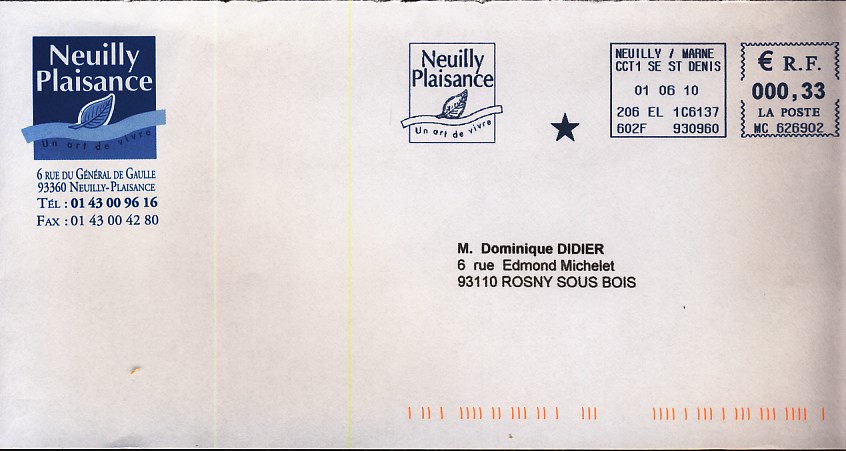 Neuilly
Plaisance
Un art de vivre
6 RUE DU GÉNÉRAL DE GAULLE
93360 NEUILLY-PLAISANCE
TÉL : 01 43 00 96 16
FAX : 01 43 00 42 80
Neuilly
Plaisance
Un art de vivre
NEUILLY / MARNE
CCT1 SE ST DENIS
01 06 10
206 EL 1C6137
602F 930960
€ R.F.
000,33
LA POSTE
MC 626902
M. Dominique DIDIER
6 rue Edmond Michelet
93110 ROSNY SOUS BOIS